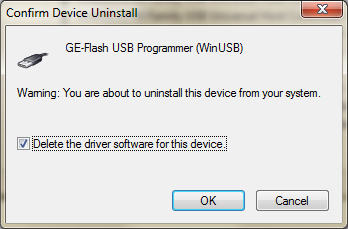 Confirm Device Uninstall
GE-Flash USB Programmer (WinUSB)
Warning: You are about to uninstall this device from your system.
Delete the driver software for this device.
OK
Cancel